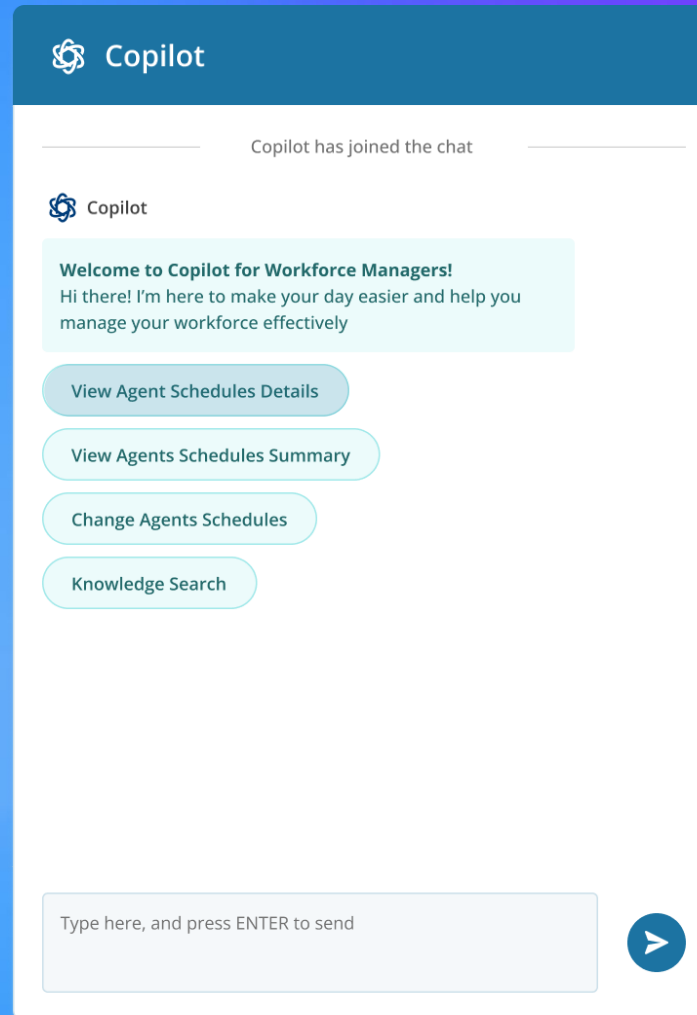 Copilot
Copilot has joined the chat
Copilot
Welcome to Copilot for Workforce Managers!
Hi there! I’m here to make your day easier and help you
manage your workforce effectively
View Agent Schedules Details
View Agents Schedules Summary
Change Agents Schedules
Knowledge Search
Type here, and press ENTER to send